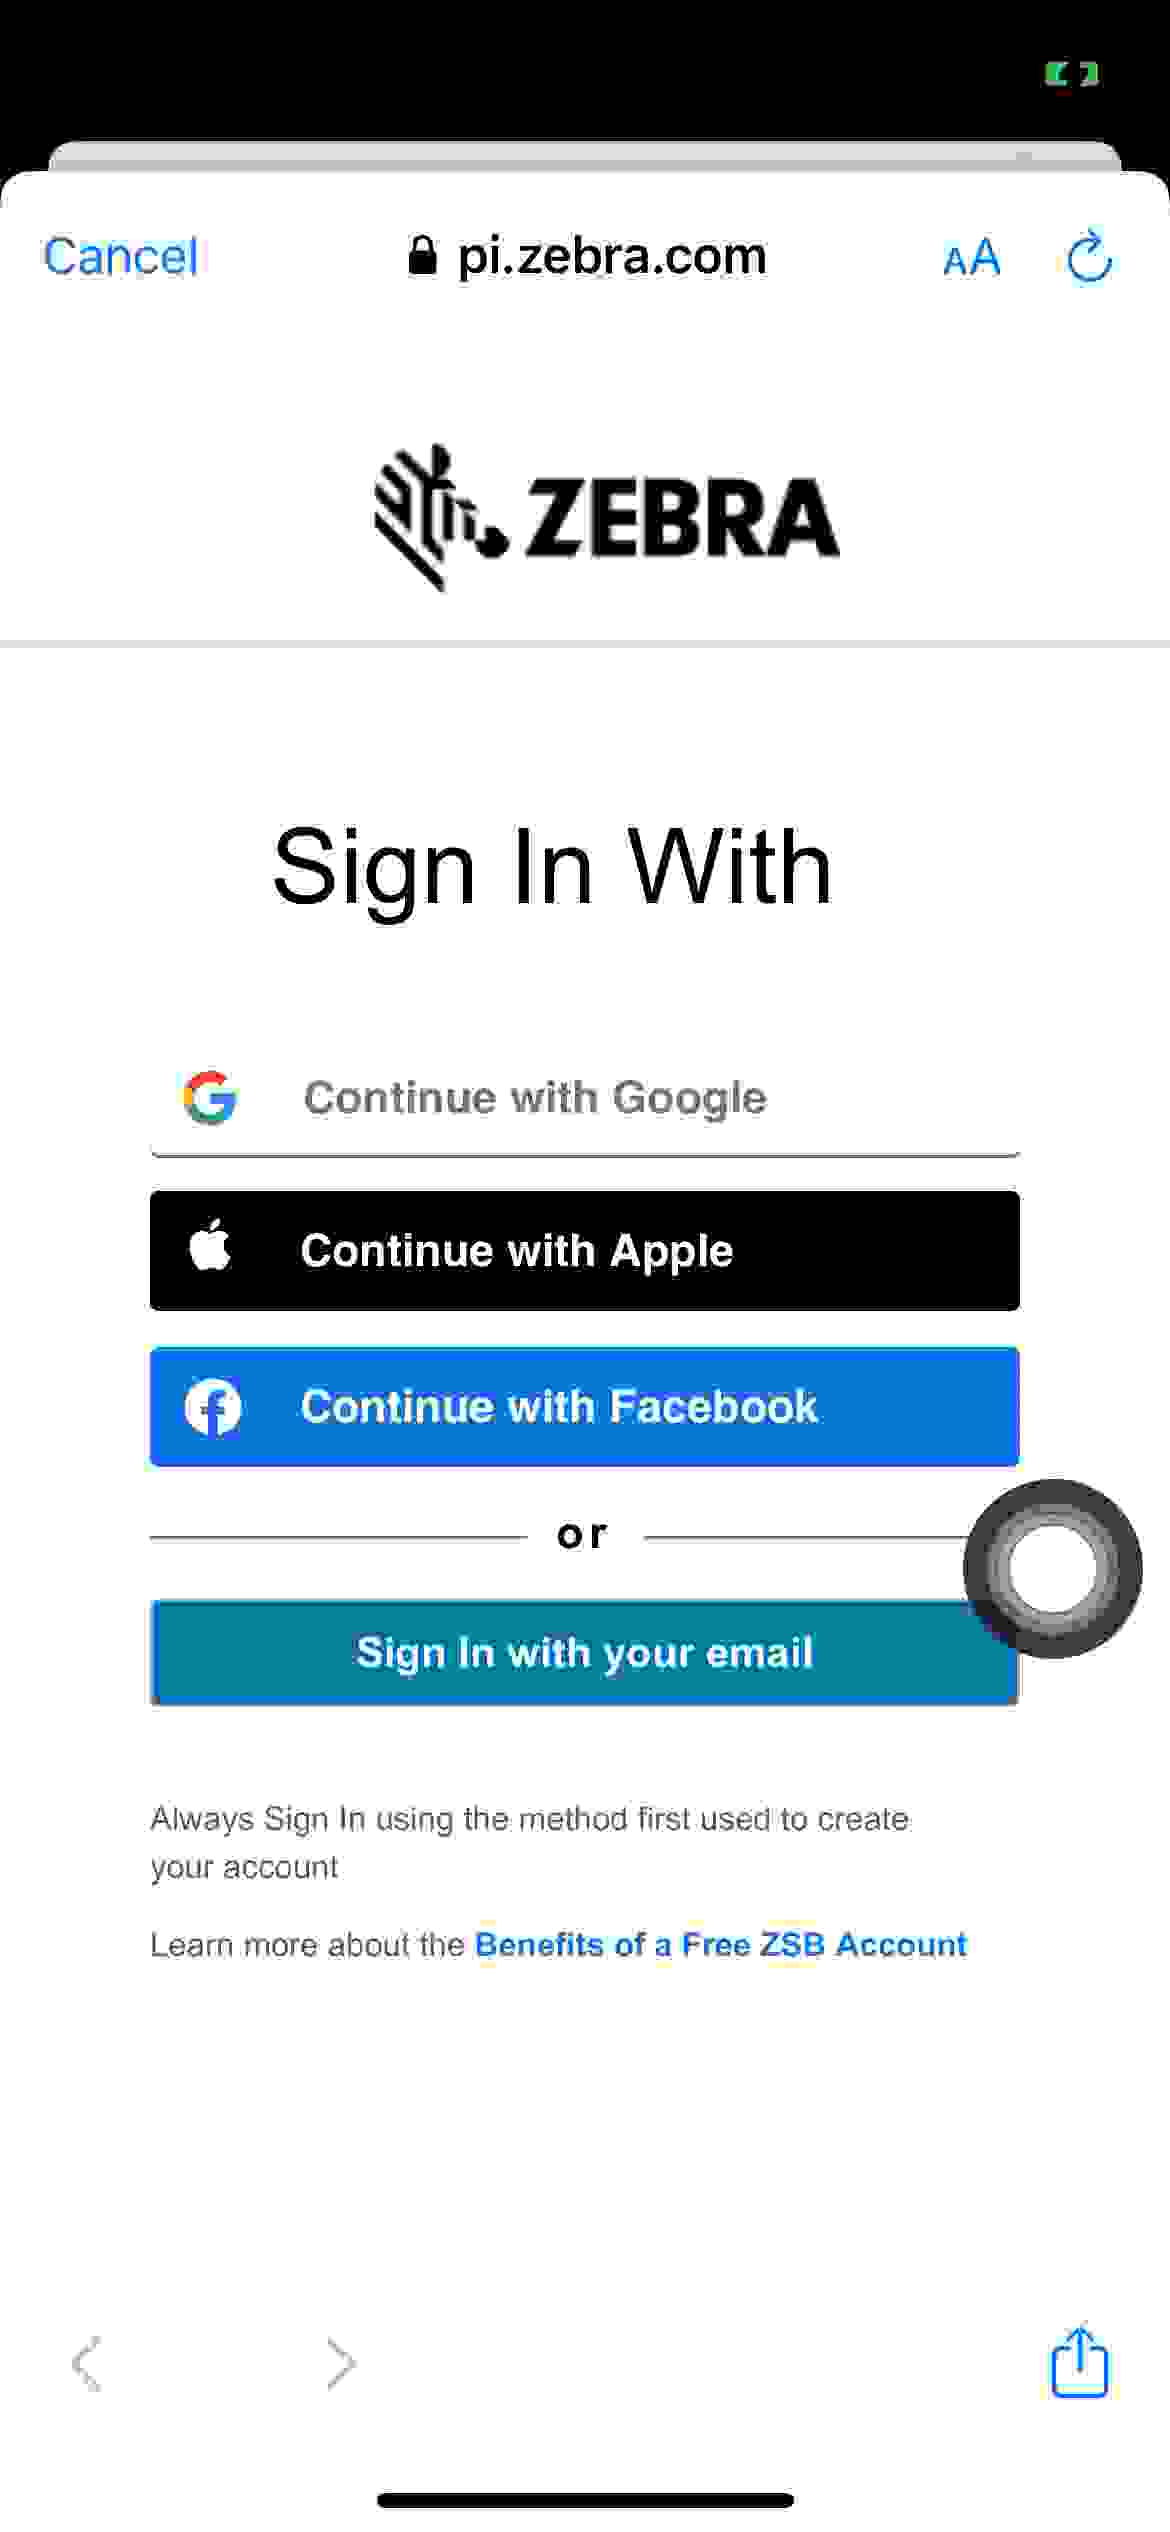 Cancel
pi.zebra.com
AA
ZEBRA
Sign In With
Continue with Google
Continue with Apple
Continue with Facebook
or
Sign In with your email
Always Sign In using the method first used to create
your account
Learn more about the Benefits of a Free ZSB Account